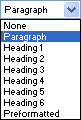 Paragraph
None
Paragraph
Heading 1
Heading 2
Heading 3
Heading 4
Heading 5
Heading 6
Preformatted